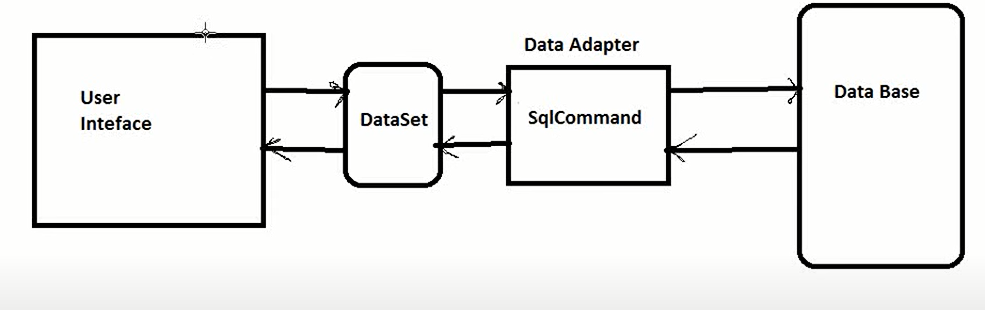 User
Inteface
DataSet
Data Adapter
SqlCommand
Data Base